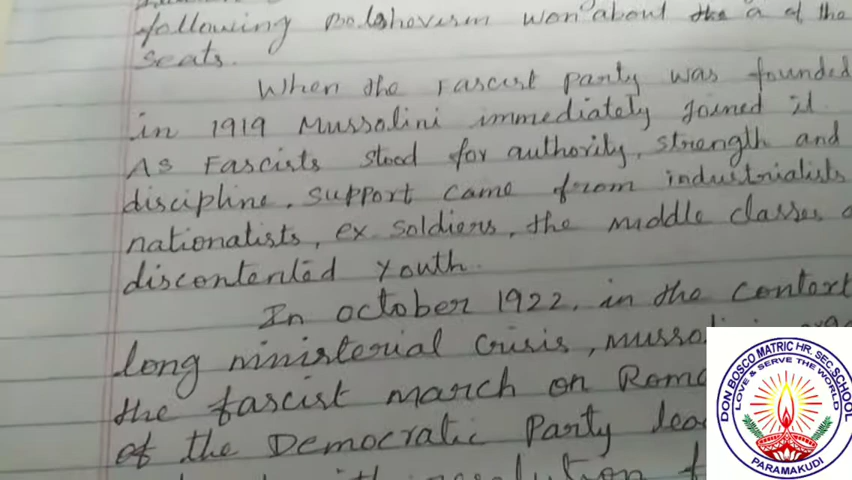 following Bolshevism won about the a of the
seats.
When the Fascist Party was founded
in 1919 Mussolini immediately joined it.
As Fascists stood for authority, strength and
discipline, support came from industrialists
nationalists, ex soldiers, the middle classes
discontented youth.
In october 1922, in the context
long ministerial crisis,
the fascist march on
of the Democratic Party
DON BOSCO MATRIC HR. SEC. SCHOOL
LOVE & SERVE THE WORLD
PARAMAKUDI